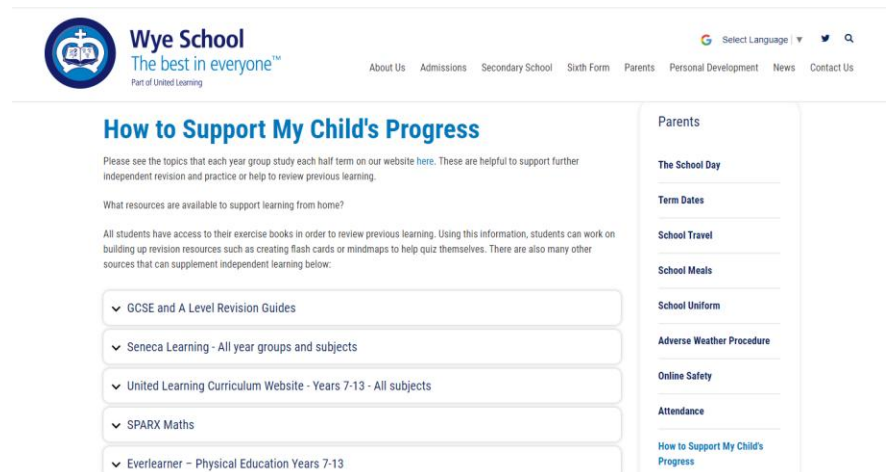 Wye School
The best in everyone™
Part of United Learning
Select Language
About Us Admissions Secondary School Sixth Form Parents Personal Development News Contact Us
How to Support My Child's Progress
Please see the topics that each year group study each half term on our website here. These are helpful to support further
independent revision and practice or help to review previous learning.
What resources are available to support learning from home?
All students have access to their exercise books in order to review previous learning. Using this information, students can work on
building up revision resources such as creating flash cards or mindmaps to help quiz themselves. There are also many other
sources that can supplement independent learning below:
GCSE and A Level Revision Guides
Seneca Learning - All year groups and subjects
United Learning Curriculum Website - Years 7-13 - All subjects
SPARX Maths
Everlearner – Physical Education Years 7-13
Parents
The School Day
Term Dates
School Travel
School Meals
School Uniform
Adverse Weather Procedure
Online Safety
Attendance
How to Support My Child's
Progress